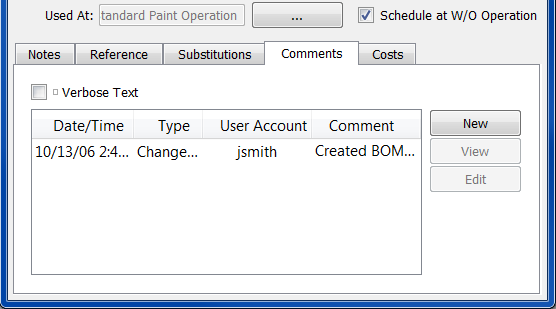 Used At: tandard Paint Operation ... Schedule at W/O Operation
Notes Reference Substitutions Comments Costs
Verbose Text
Date/Time Type User Account Comment New
10/13/06 2:4... Change... jsmith Created BOM... View
Edit